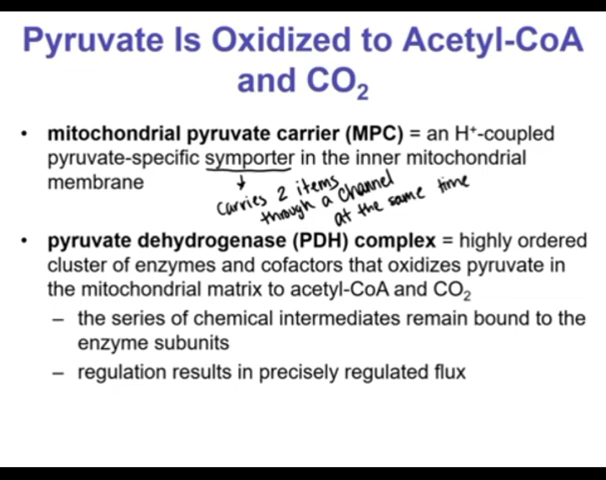 Pyruvate Is Oxidized to Acetyl-CoA
and CO₂
• mitochondrial pyruvate carrier (MPC) = an H⁺-coupled
pyruvate-specific symporter in the inner mitochondrial
membrane
carries 2 items
through a channel
at the same time
• pyruvate dehydrogenase (PDH) complex = highly ordered
cluster of enzymes and cofactors that oxidizes pyruvate in
the mitochondrial matrix to acetyl-CoA and CO₂
– the series of chemical intermediates remain bound to the
enzyme subunits
– regulation results in precisely regulated flux